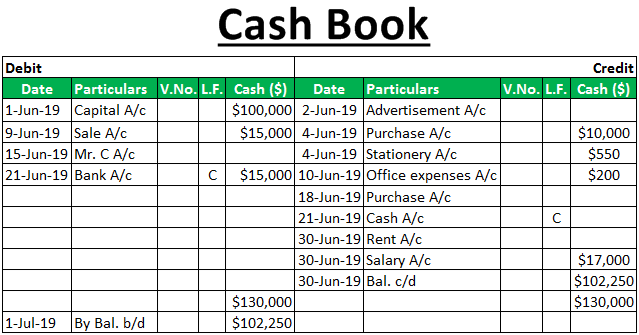 Cash Book
Debit Credit
Date Particulars V.No. L.F. Cash ($) Date Particulars V.No. L.F. Cash ($)
1-Jun-19 Capital A/c $100,000 2-Jun-19 Advertisement A/c
9-Jun-19 Sale A/c $15,000 4-Jun-19 Purchase A/c $10,000
15-Jun-19 Mr. C A/c 4-Jun-19 Stationery A/c $550
21-Jun-19 Bank A/c C $15,000 10-Jun-19 Office expenses A/c $200
18-Jun-19 Purchase A/c
21-Jun-19 Cash A/c C
30-Jun-19 Rent A/c
30-Jun-19 Salary A/c $17,000
30-Jun-19 Bal. c/d $102,250
$130,000 $130,000
1-Jul-19 By Bal. b/d $102,250